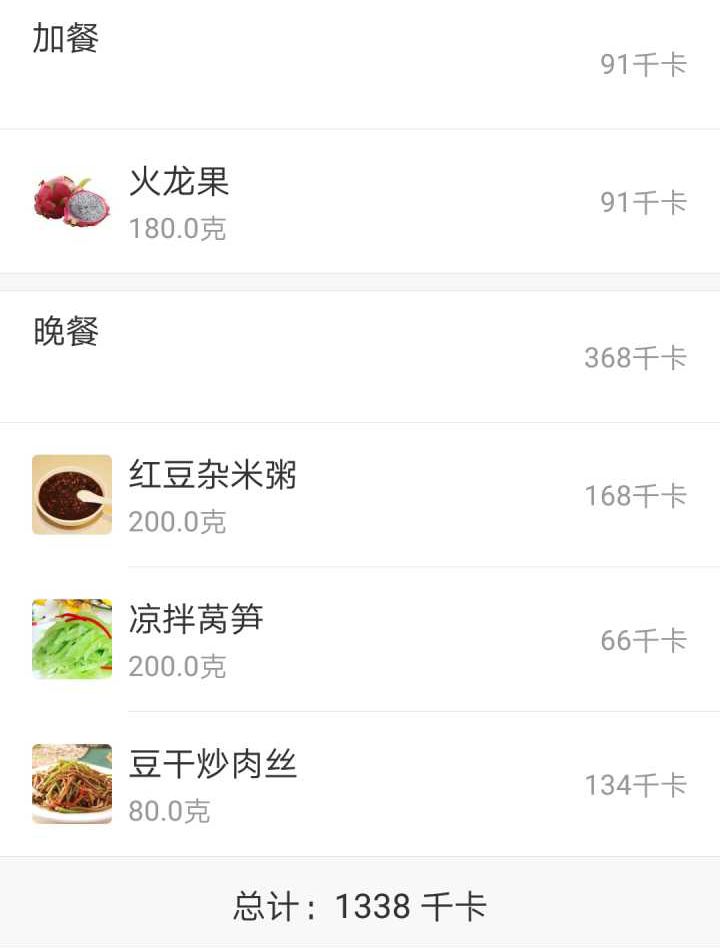 加餐
91千卡
火龙果
180.0克
91千卡
晚餐
368千卡
红豆杂米粥
200.0克
168千卡
凉拌莴笋
200.0克
66千卡
豆干炒肉丝
80.0克
134千卡
总计：1338 千卡